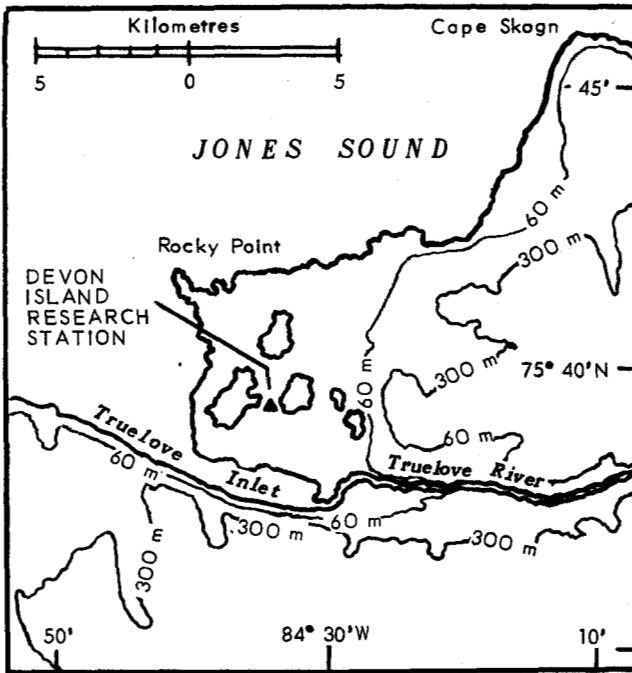 Kilometres
5 0 5
Cape Skogn
45'
JONES SOUND
60 m
300 m
Rocky Point
DEVON
ISLAND
RESEARCH
STATION
60 m
300 m
75° 40'N
60 m
Truelove Inlet
Truelove River
60 m
60 m
300 m
300 m
300 m
50'
84° 30'W
10'